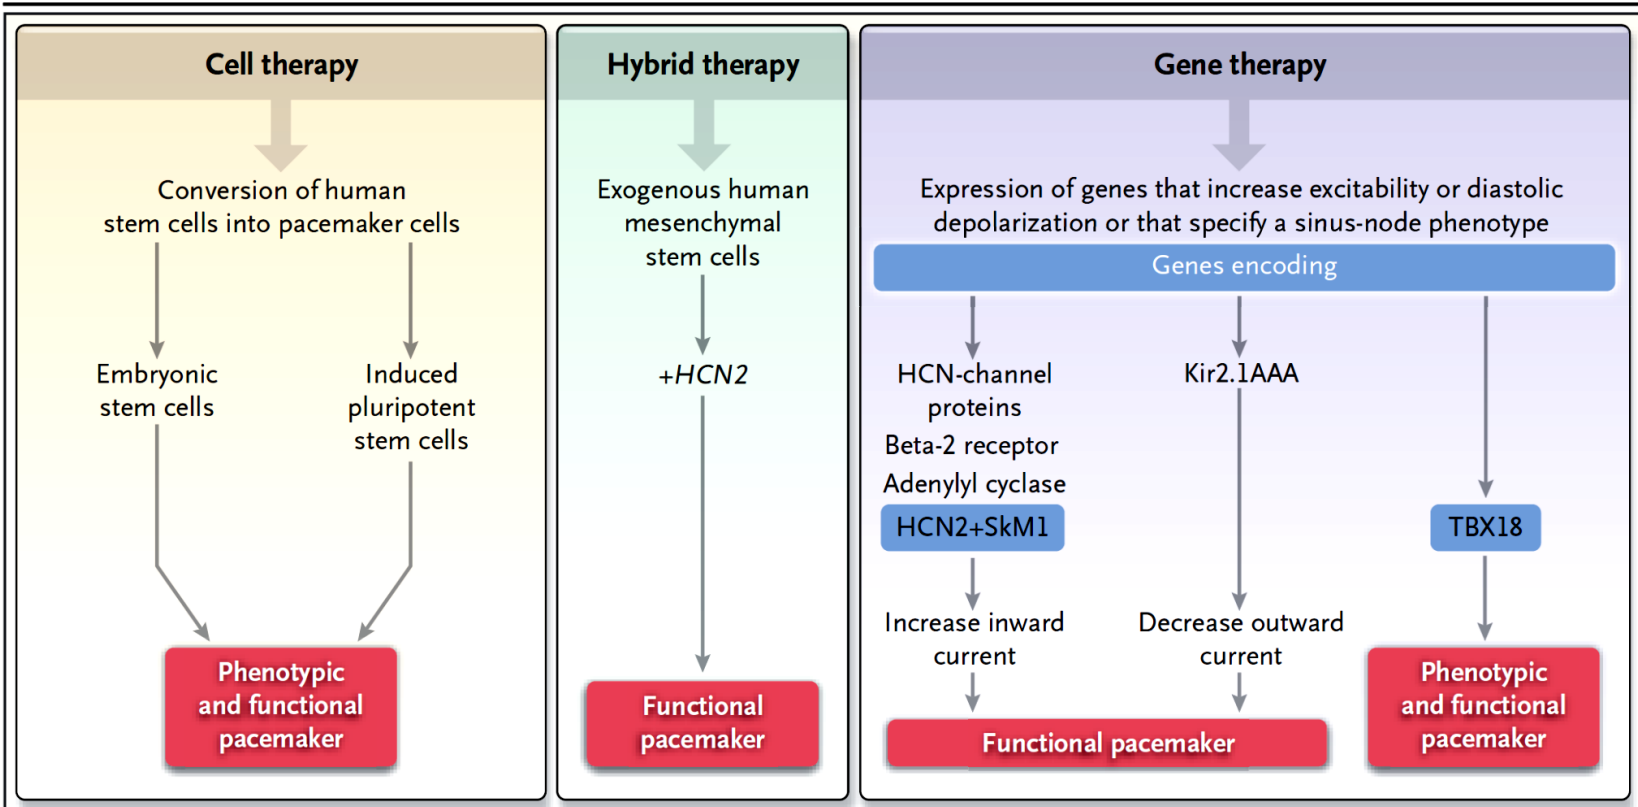 Cell therapy
Conversion of human
stem cells into pacemaker cells
Embryonic
stem cells
Induced
pluripotent
stem cells
Phenotypic
and functional
pacemaker
Hybrid therapy
Exogenous human
mesenchymal
stem cells
+HCN2
Functional
pacemaker
Gene therapy
Expression of genes that increase excitability or diastolic
depolarization or that specify a sinus-node phenotype
Genes encoding
HCN-channel
proteins
Beta-2 receptor
Adenylyl cyclase
HCN2+SkM1
Increase inward
current
Kir2.1AAA
Decrease outward
current
Functional pacemaker
TBX18
Phenotypic
and functional
pacemaker